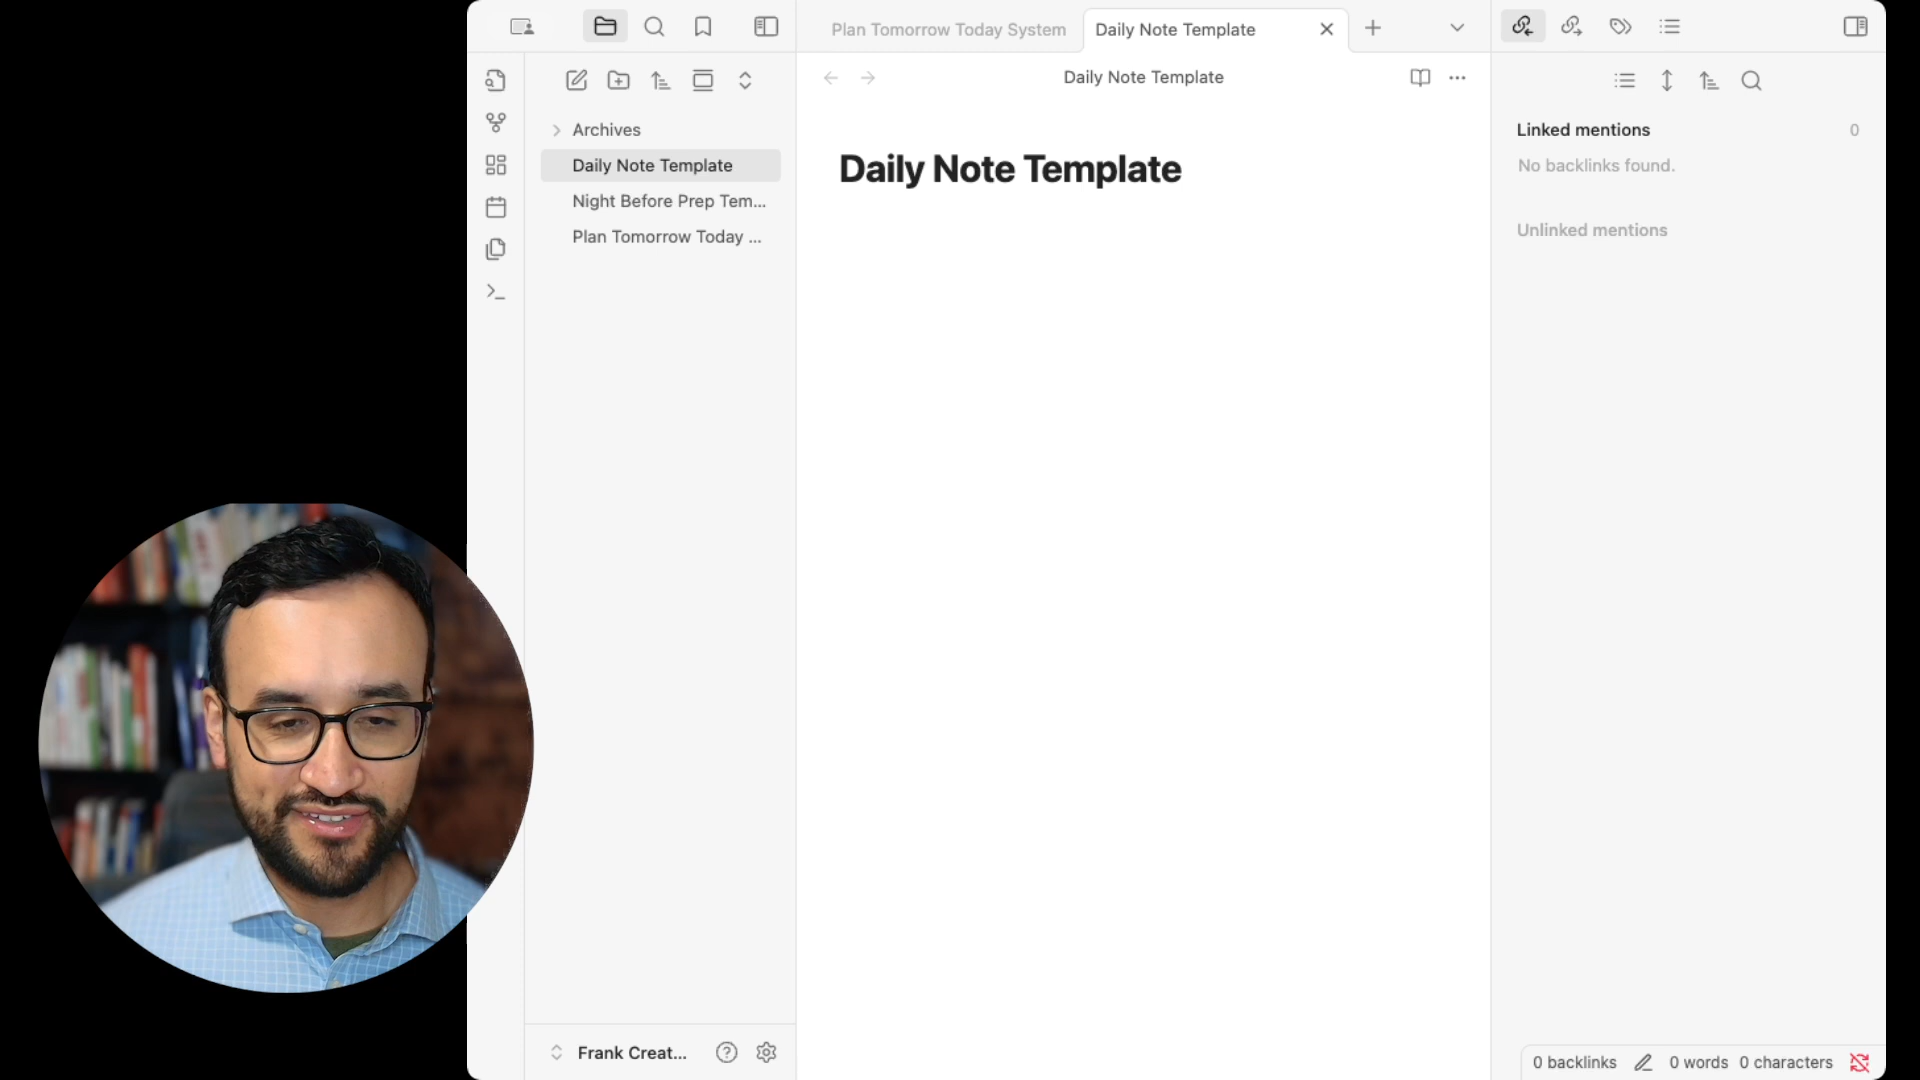 Plan Tomorrow Today System
Daily Note Template
Daily Note Template
Archives
Daily Note Template
Night Before Prep Tem...
Plan Tomorrow Today ...
Daily Note Template
Linked mentions 0
No backlinks found.
Unlinked mentions
Frank Creat...
0 backlinks 0 words 0 characters